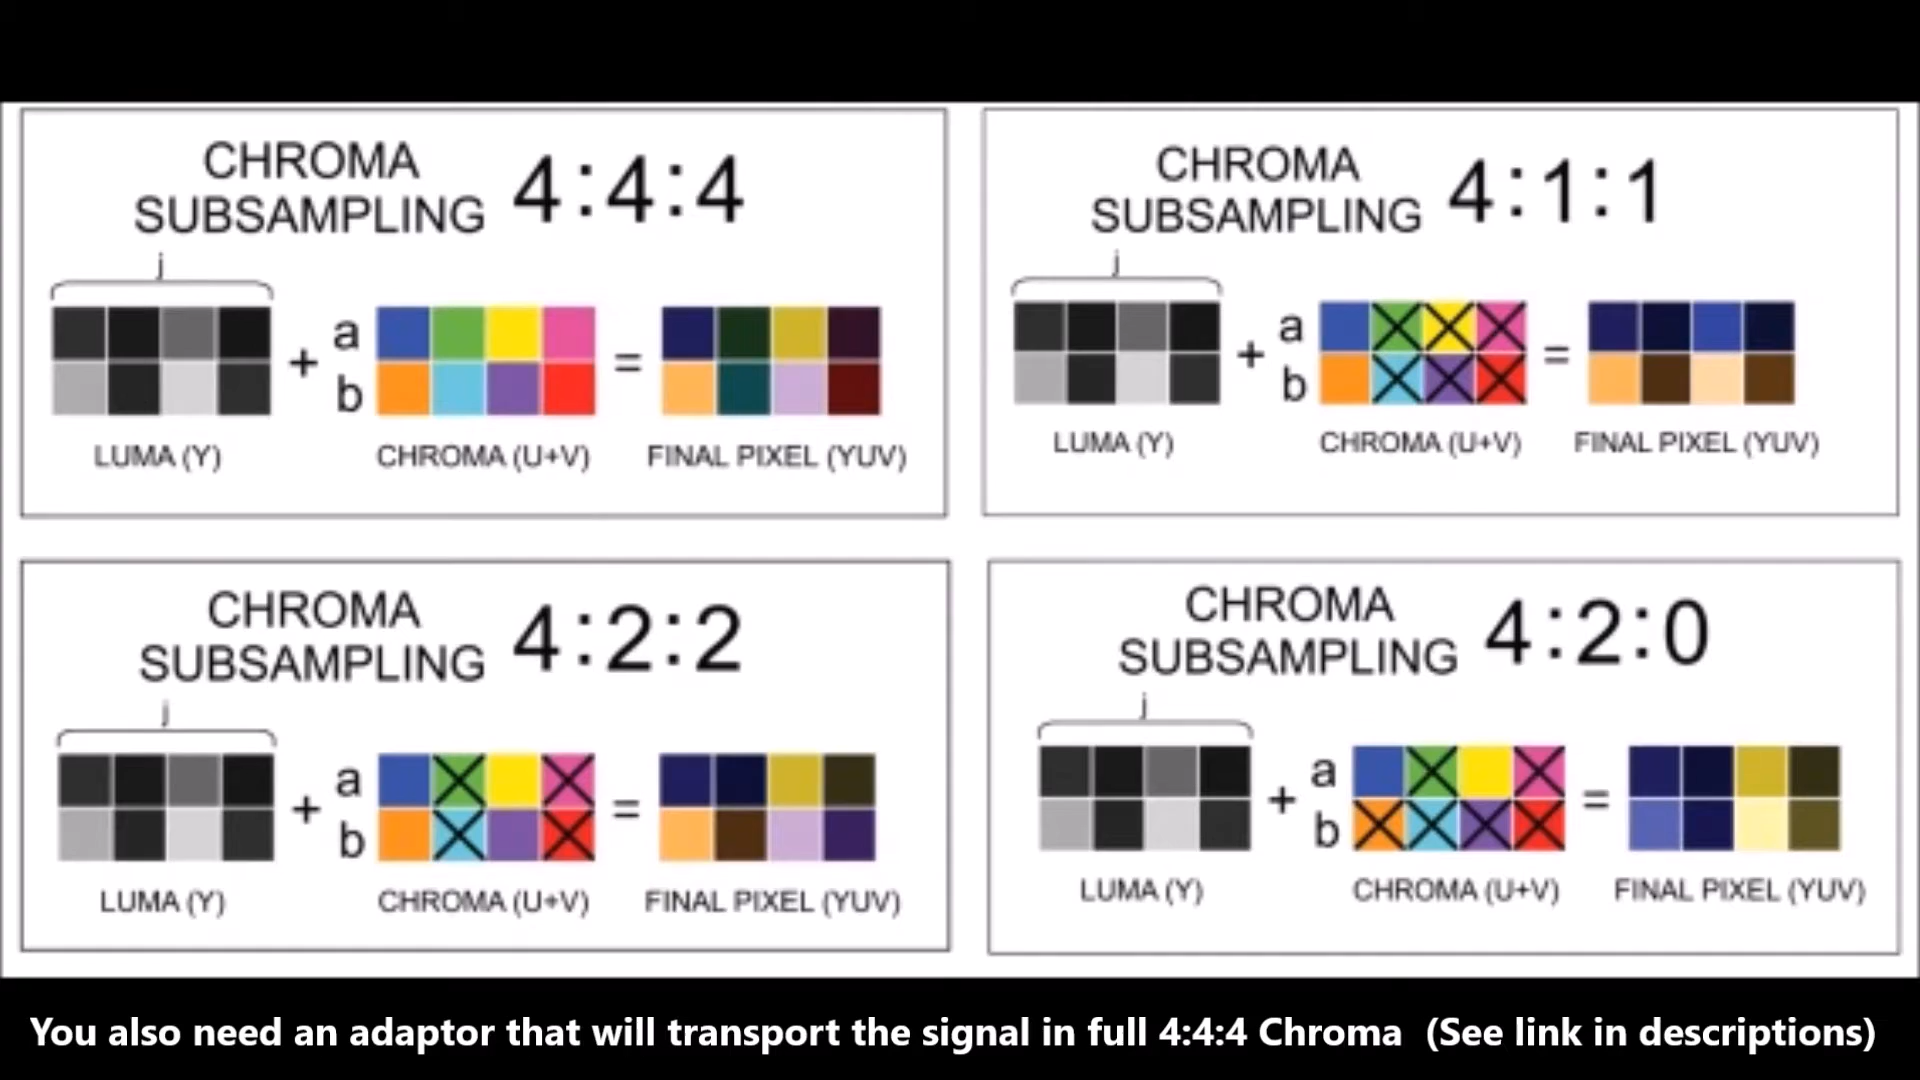 CHROMA
SUBSAMPLING 4:4:4
j
+ a
b
=
LUMA (Y) CHROMA (U+V) FINAL PIXEL (YUV)
CHROMA
SUBSAMPLING 4:1:1
j
+ a
b
=
LUMA (Y) CHROMA (U+V) FINAL PIXEL (YUV)
CHROMA
SUBSAMPLING 4:2:2
j
+ a
b
=
LUMA (Y) CHROMA (U+V) FINAL PIXEL (YUV)
CHROMA
SUBSAMPLING 4:2:0
j
+ a
b
=
LUMA (Y) CHROMA (U+V) FINAL PIXEL (YUV)
You also need an adaptor that will transport the signal in full 4:4:4 Chroma (See link in descriptions)